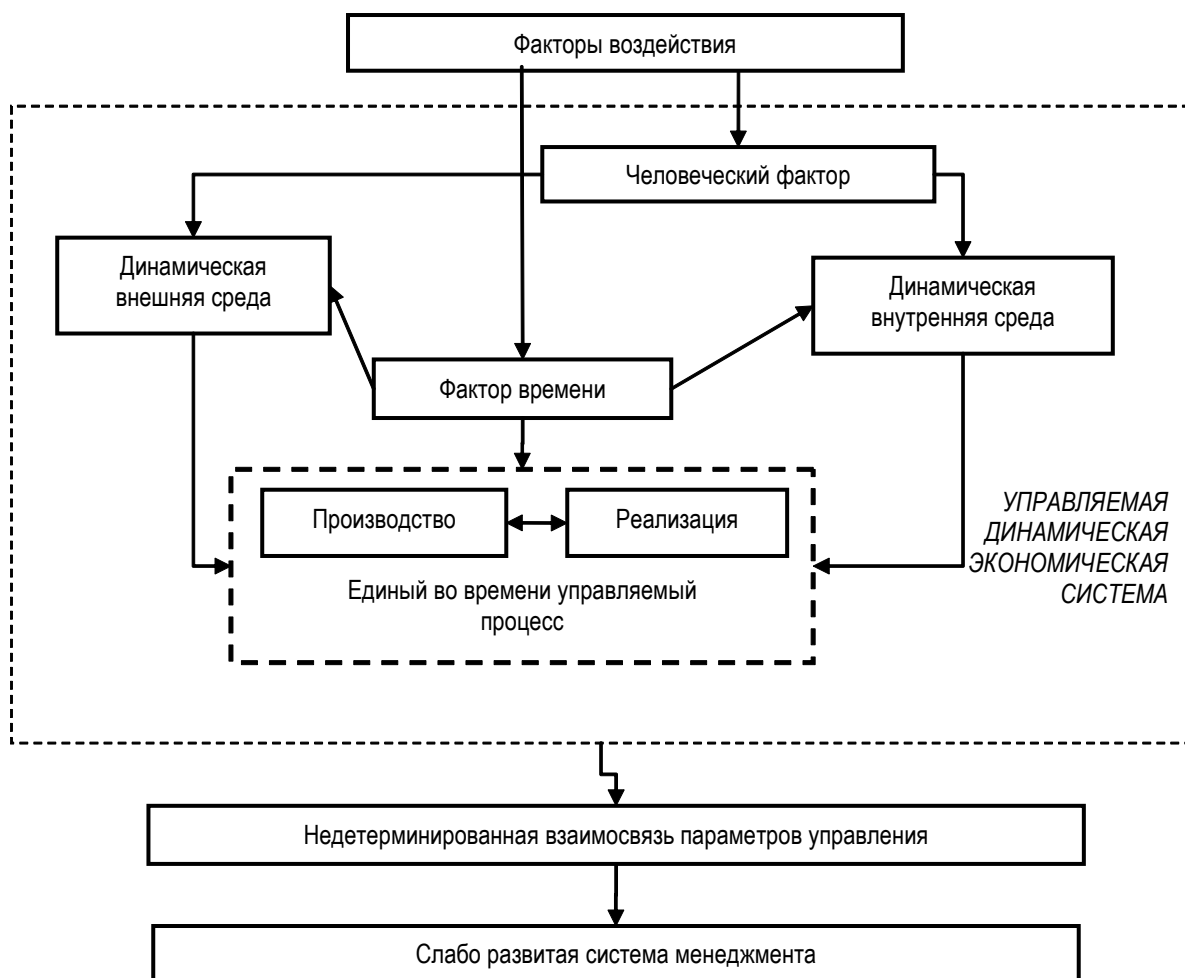 Факторы воздействия
Человеческий фактор
Динамическая
внешняя среда
Динамическая
внутренняя среда
Фактор времени
Производство
Реализация
Единый во времени управляемый
процесс
УПРАВЛЯЕМАЯ
ДИНАМИЧЕСКАЯ
ЭКОНОМИЧЕСКАЯ
СИСТЕМА
Недетерминированная взаимосвязь параметров управления
Слабо развитая система менеджмента